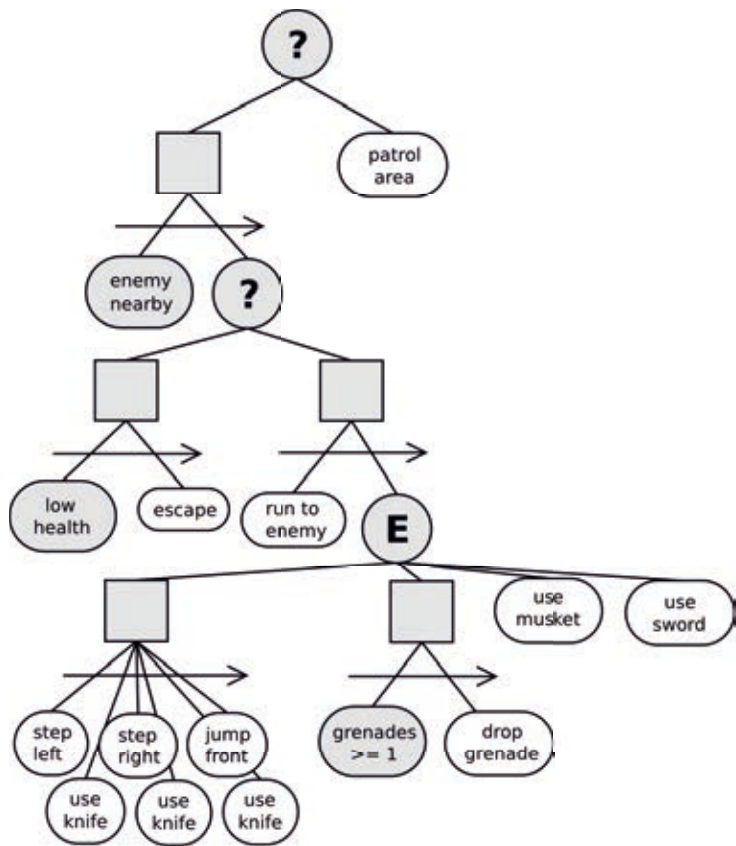 ?
patrol
area
enemy
nearby
?
low
health
escape
run to
enemy
E
use
musket
use
sword
step
left
step
right
jump
front
use
knife
use
knife
use
knife
grenades
>= 1
drop
grenade